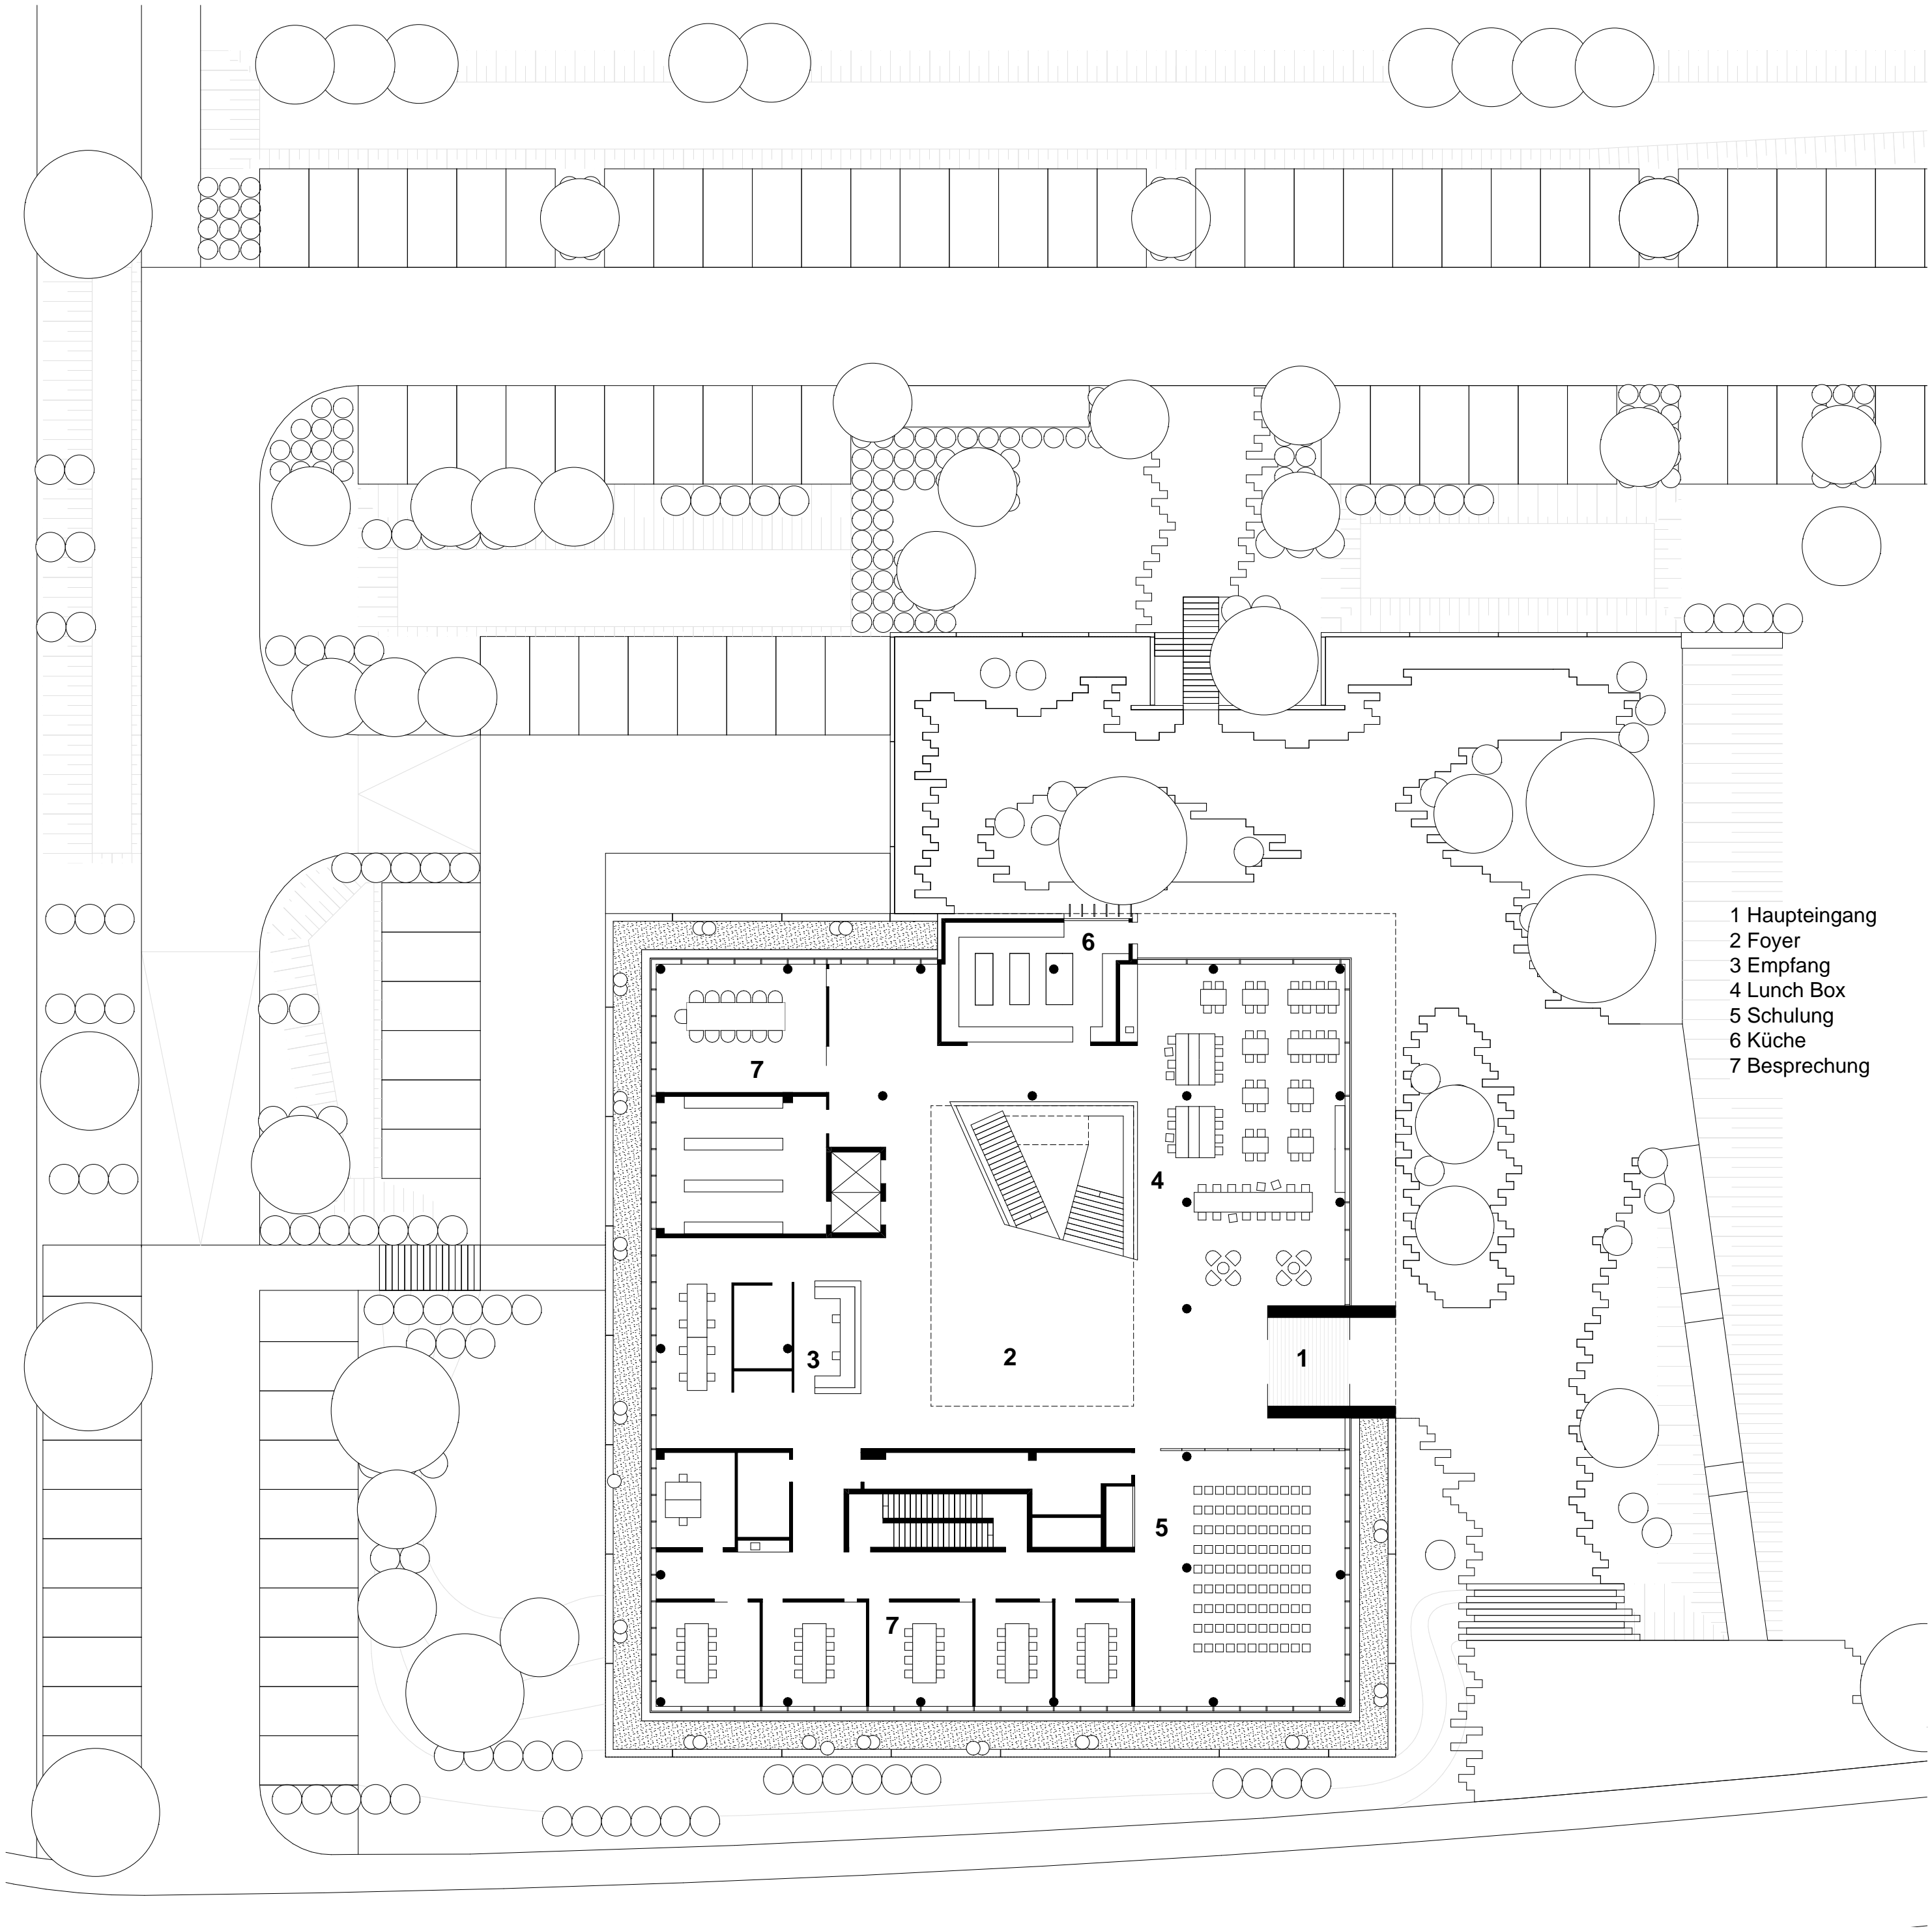 6
1 Haupteingang
2 Foyer
3 Empfang
4 Lunch Box
5 Schulung
6 Küche
7 Besprechung
7
4
3
2
1
5
7